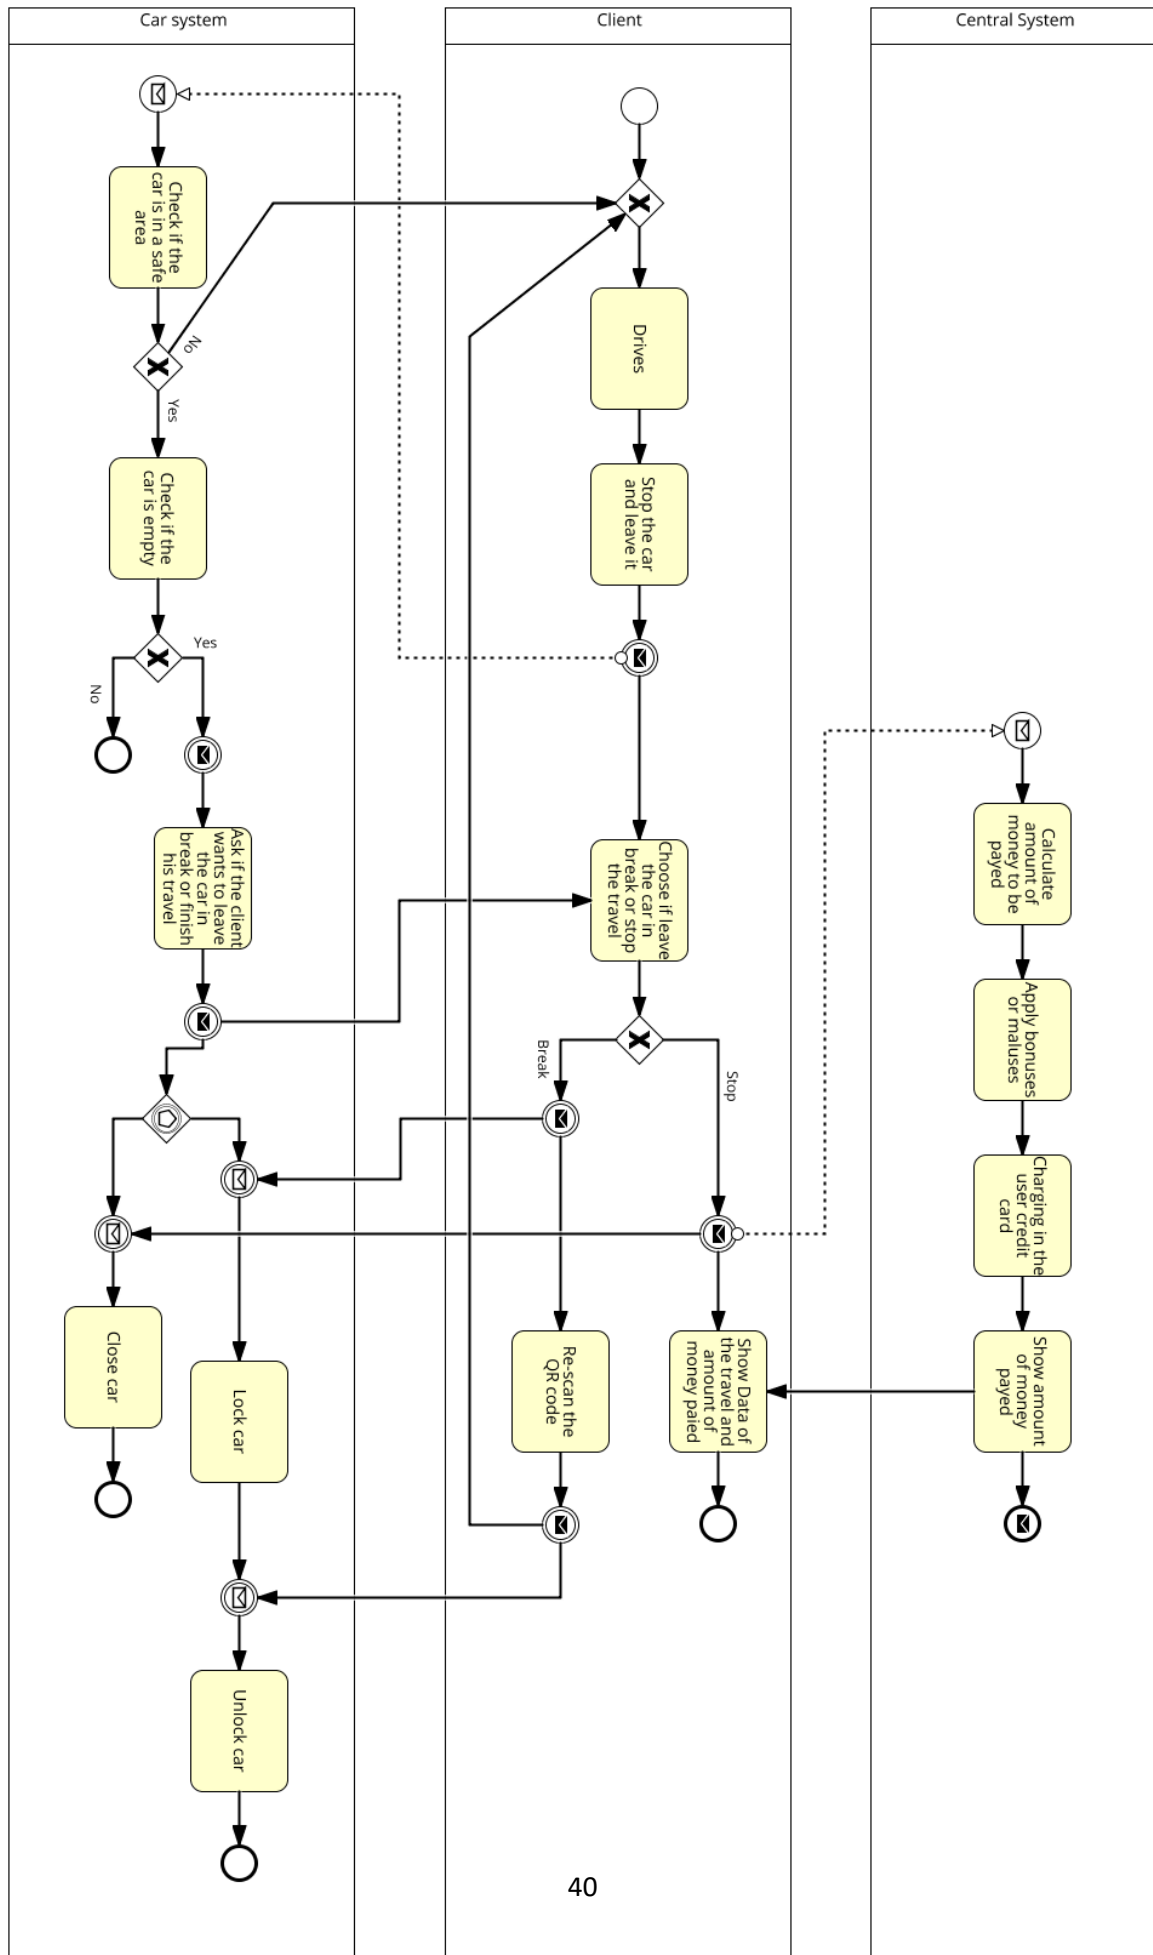 Car system
Client
Central System
Check if the
car is in a safe
area
No
Yes
Check if the
car is empty
Yes
No
Ask if the client
wants to leave
the car in
break or finish
his travel
Close car
Lock car
Unlock car
Drives
Stop the car
and leave it
Choose if leave
the car in
break or stop
the travel
Break
Stop
Re-scan the
QR code
Show Data of
the travel and
amount of
money paied
Calculate
amount of
money to be
payed
Apply bonuses
or maluses
Charging in the
user credit
card
Show amount
of money
payed
40